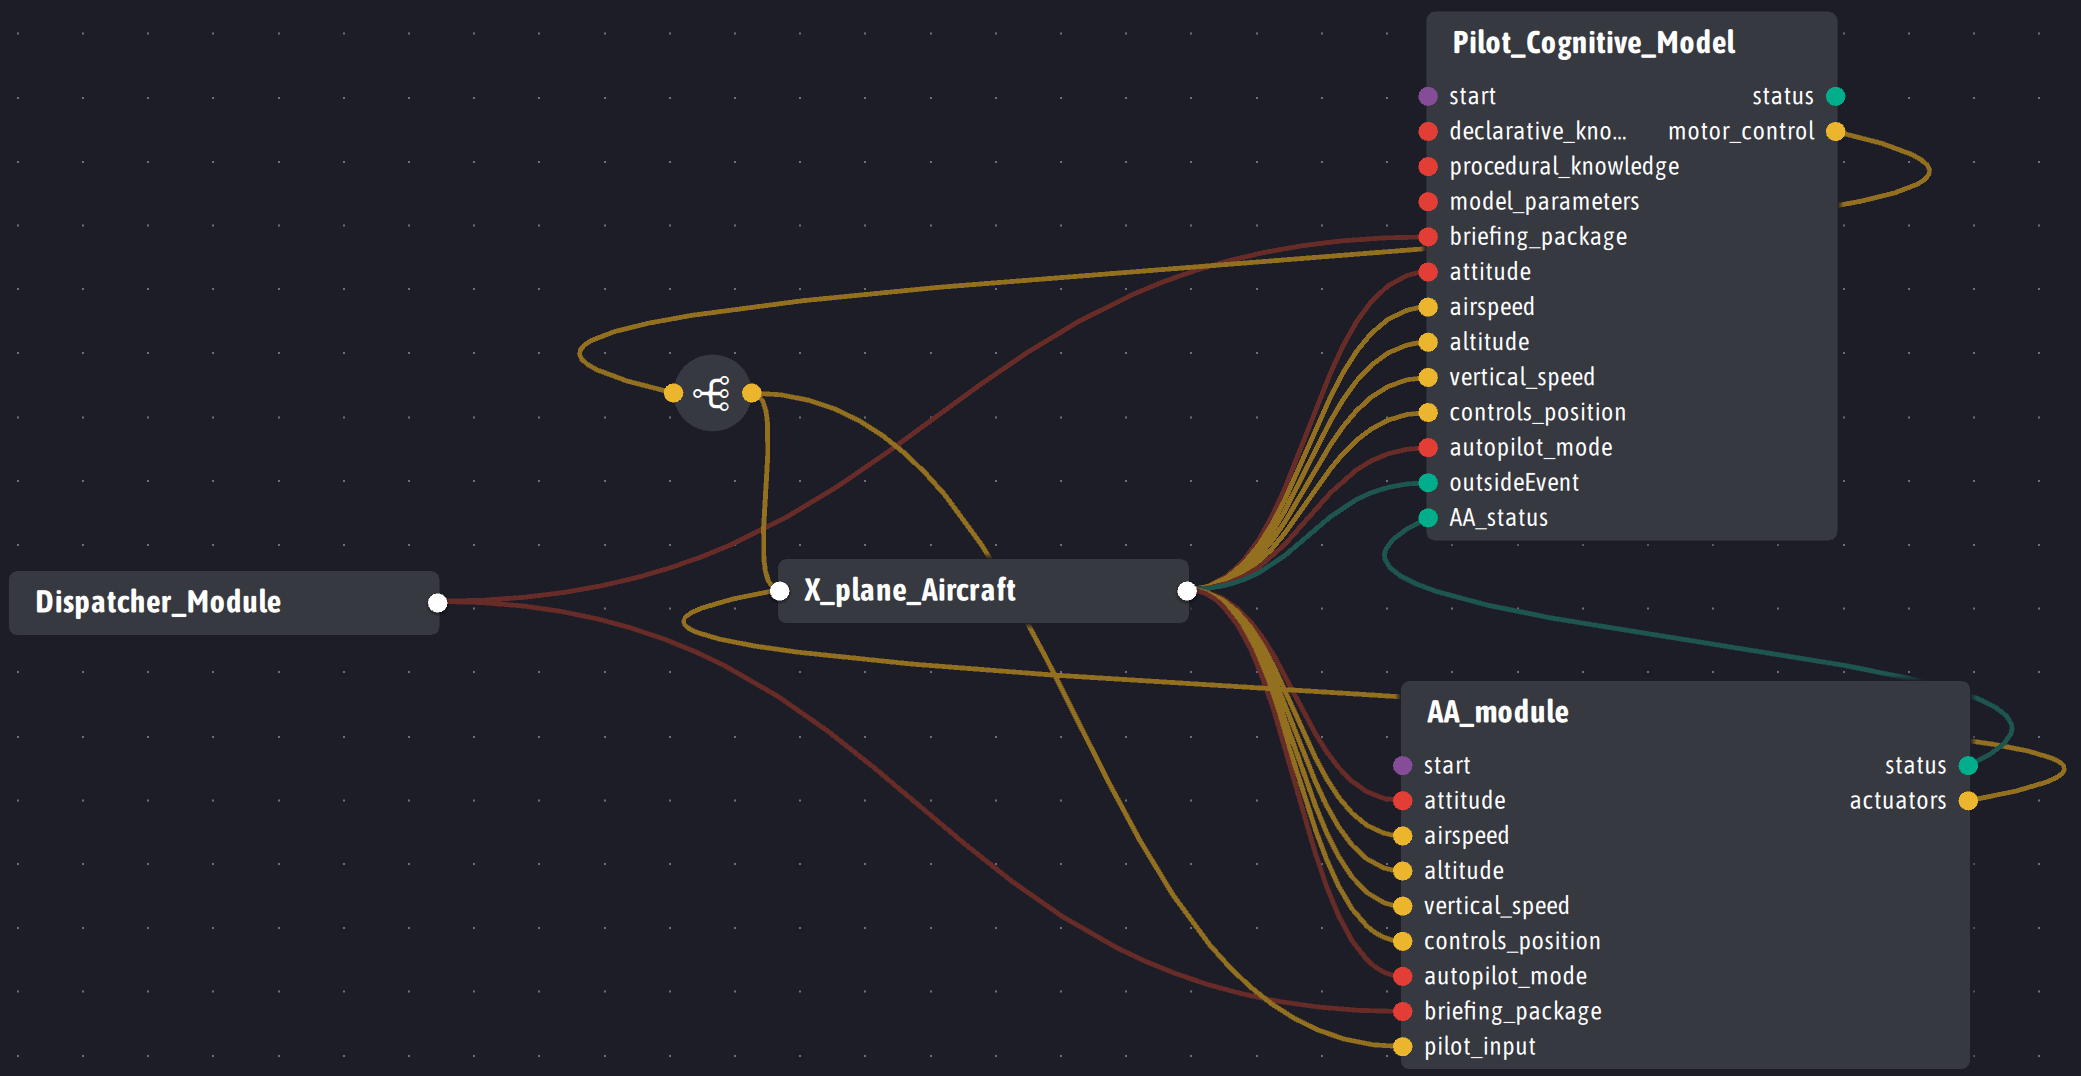 Pilot_Cognitive_Model
start status
declarative_kno... motor_control
procedural_knowledge
model_parameters
briefing_package
attitude
airspeed
altitude
vertical_speed
controls_position
autopilot_mode
outsideEvent
AA_status
Dispatcher_Module
X_plane_Aircraft
AA_module
start status
attitude actuators
airspeed
altitude
vertical_speed
controls_position
autopilot_mode
briefing_package
pilot_input